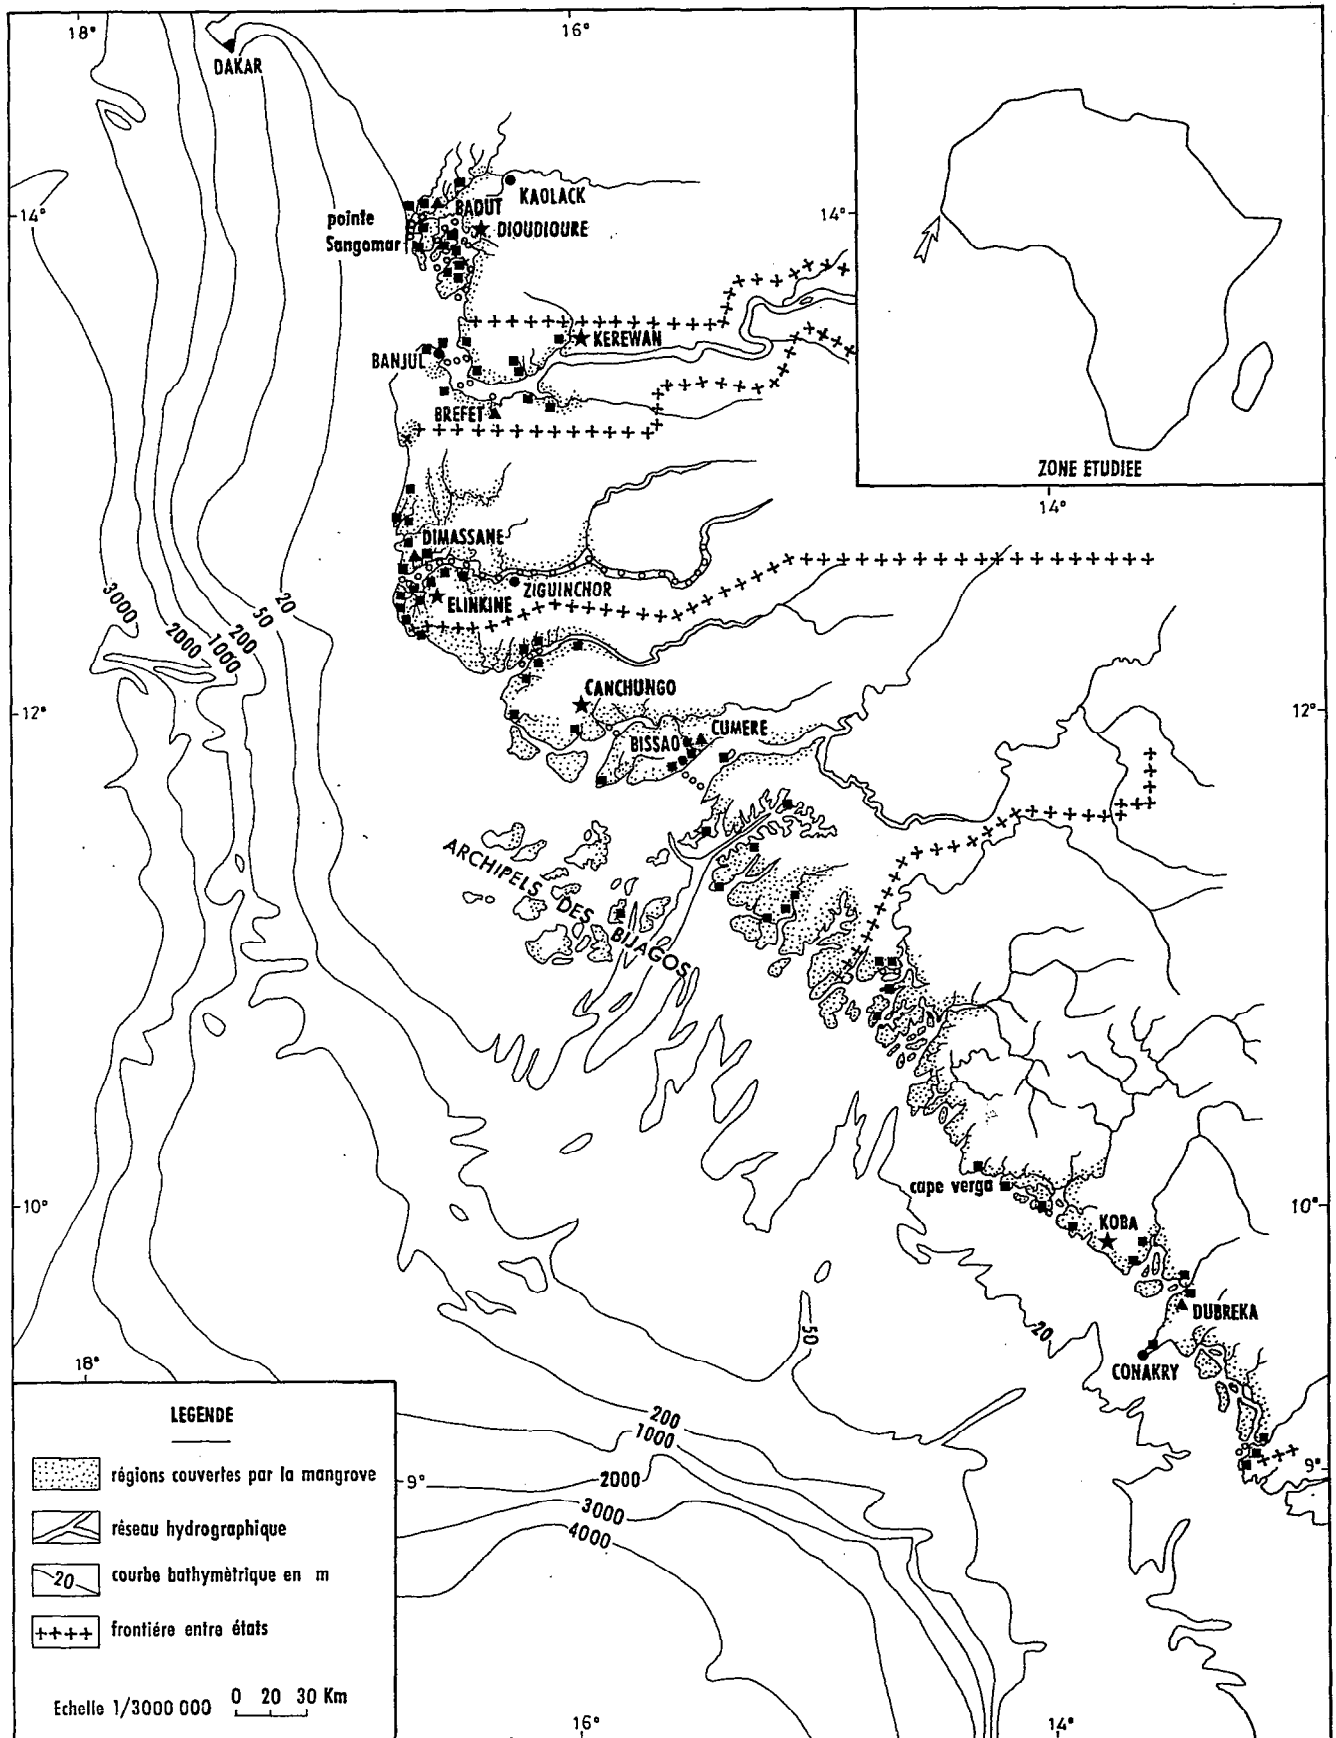 18°
16°
DAKAR
KAOLACK
14°
pointe
Sangomar
BADUT
DIOUDIOURE
14°
KEREWAN
BANJUL
BREFET
ZONE ETUDIEE
14°
DIMASSANE
ZIGUINCHOR
ELINKINE
3000
2000
1000
200
50
20
CANCHUNGO
12°
12°
BISSAO
CUMERE
ARCHIPELS DES BIJAGOS
cape verga
10°
10°
KOBA
DUBREKA
50
20
CONAKRY
18°
200
1000
2000
3000
4000
9°
9°
LEGENDE
régions couvertes par la mangrove
réseau hydrographique
20
courbe bathymètrique en m
++++
frontiére entre états
Echelle 1/3000 000
0 20 30 Km
16°
14°